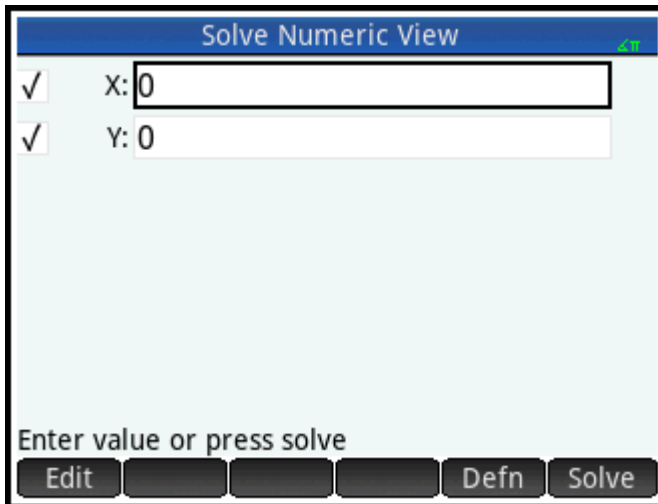 Solve Numeric View
∡π
√ X: 0
√ Y: 0
Enter value or press solve
Edit Defn Solve